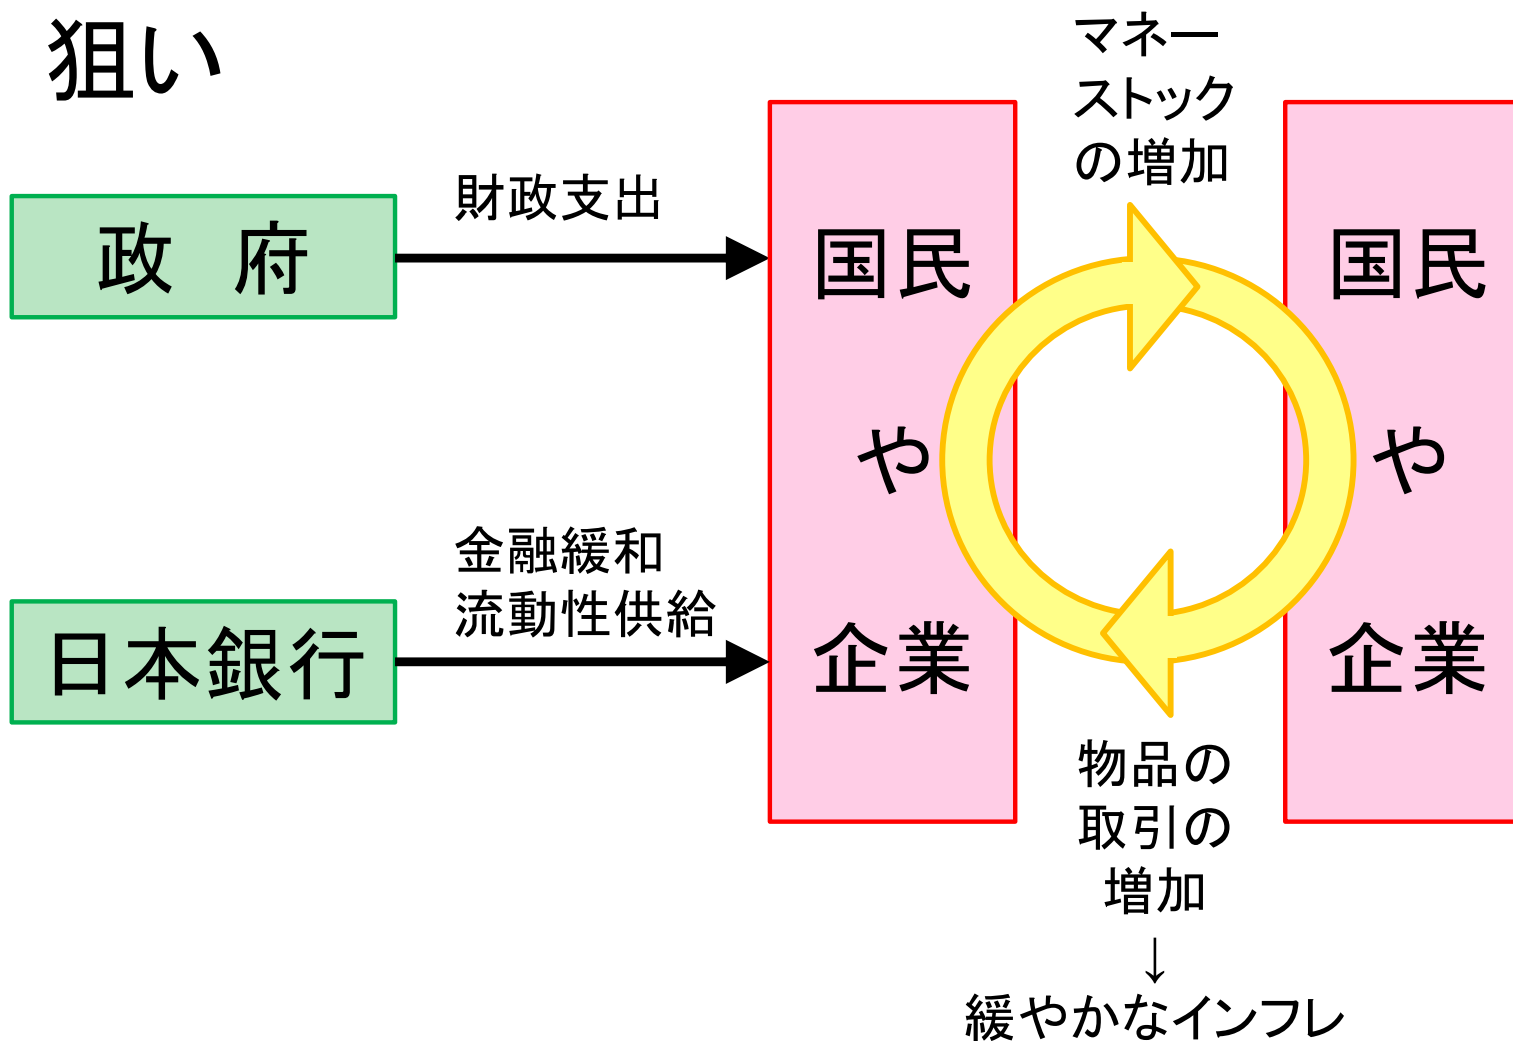 狙い
政府
財政支出
日本銀行
金融緩和
流動性供給
国民
や
企業
マネー
ストック
の増加
物品の
取引の
増加
↓
緩やかなインフレ
国民
や
企業